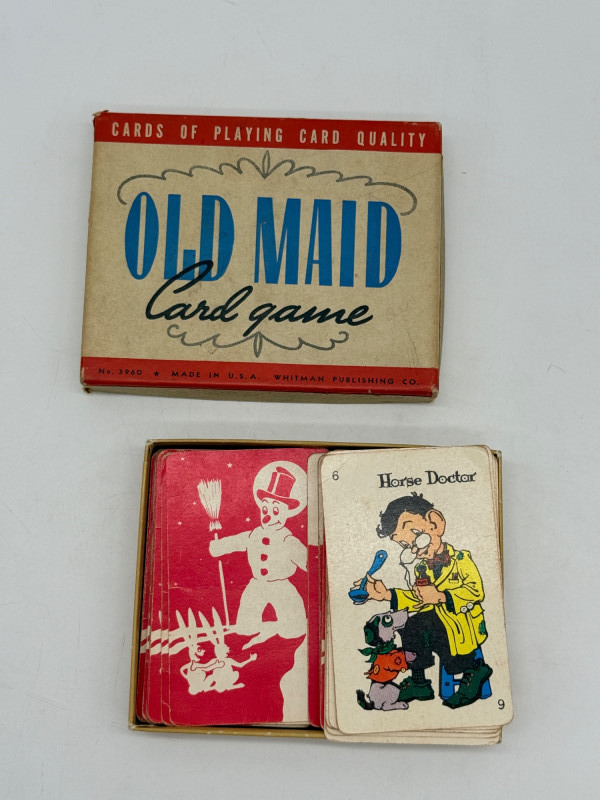 CARDS OF PLAYING CARD QUALITY
OLD MAID
Card game
No. 3960 ★ MADE IN U.S.A. WHITMAN PUBLISHING CO.
6
Horse Doctor
6